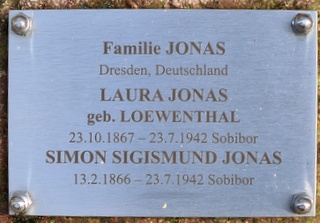 Familie JONAS
Dresden, Deutschland
LAURA JONAS
geb. LOEWENTHAL
23.10.1867 – 23.7.1942 Sobibor
SIMON SIGISMUND JONAS
13.2.1866 – 23.7.1942 Sobibor